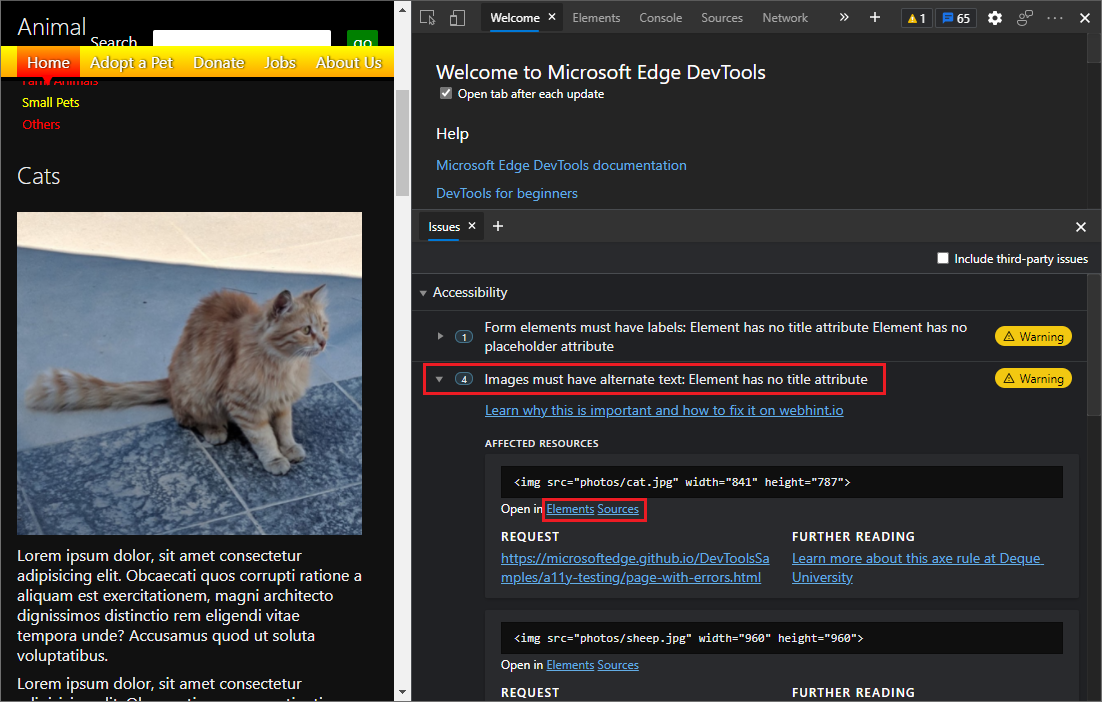 Animal
Search
go
Home Adopt a Pet Donate Jobs About Us
Farm Animals
Small Pets
Others
Cats
Lorem ipsum dolor, sit amet consectetur
adipisicing elit. Obcaecati quos corrupti ratione a
aliquam est exercitationem, magni architecto
dignissimos distinctio rem eligendi vitae
tempora unde? Accusamus quod ut soluta
voluptatibus.
Lorem ipsum dolor, sit amet consectetur
Welcome Elements Console Sources Network 1 65
Welcome to Microsoft Edge DevTools
Open tab after each update
Help
Microsoft Edge DevTools documentation
DevTools for beginners
Issues
Include third-party issues
Accessibility
1 Form elements must have labels: Element has no title attribute Element has no
placeholder attribute
Warning
4 Images must have alternate text: Element has no title attribute
Warning
Learn why this is important and how to fix it on webhint.io
AFFECTED RESOURCES
<img src="photos/cat.jpg" width="841" height="787">
Open in Elements Sources
REQUEST
https://microsoftedge.github.io/DevToolsSa
mples/a11y-testing/page-with-errors.html
FURTHER READING
Learn more about this axe rule at Deque
University
<img src="photos/sheep.jpg" width="960" height="960">
Open in Elements Sources
REQUEST
FURTHER READING